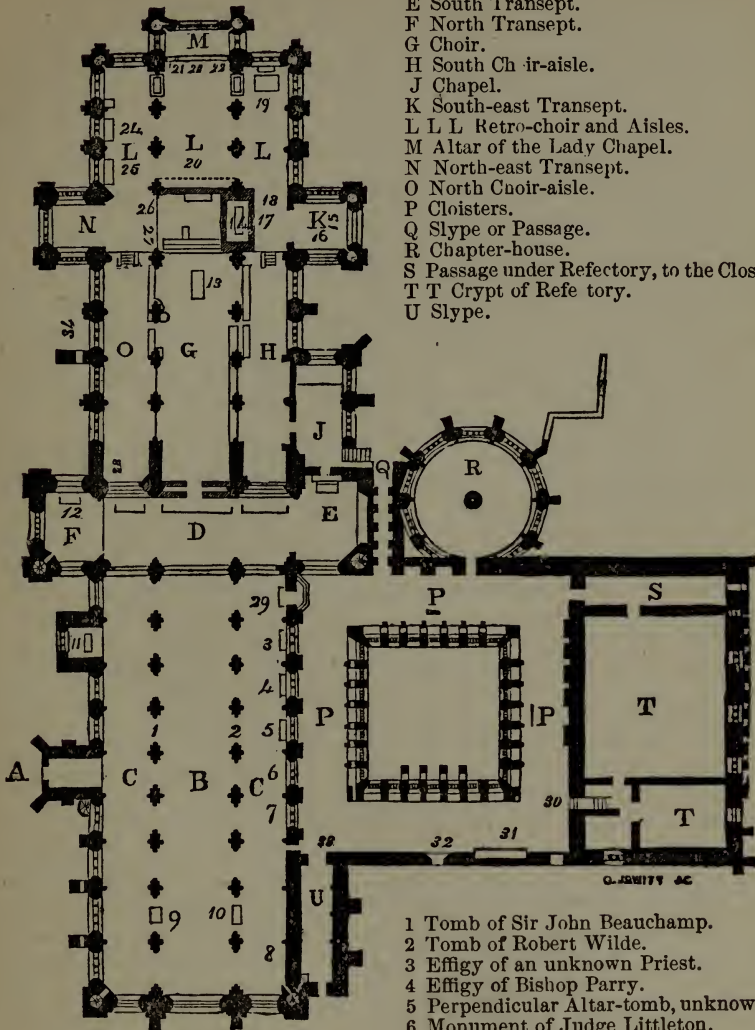 E South Transept.
F North Transept.
G Choir.
H South Ch ir-aisle.
J Chapel.
K South-east Transept.
L L L Retro-choir and Aisles.
M Altar of the Lady Chapel.
N North-east Transept.
O North Cuoir-aisle.
P Cloisters.
Q Slype or Passage.
R Chapter-house.
S Passage under Refectory, to the Clos
T T Crypt of Refe tory.
U Slype.
M
21 22
19
24
L L L
25
20
26 18
N 17 K
27 16 15
13
34
O G H
J
28
Q R
12
F D E
29
P
S
11
3
4
1 2 5
P P
T
A C B C
6
7
30
T
32 31
U
9 10
8
1 Tomb of Sir John Beauchamp.
2 Tomb of Robert Wilde.
3 Effigy of an unknown Priest.
4 Effigy of Bishop Parry.
5 Perpendicular Altar-tomb, unknow
6 Monument of Judge Littleton.